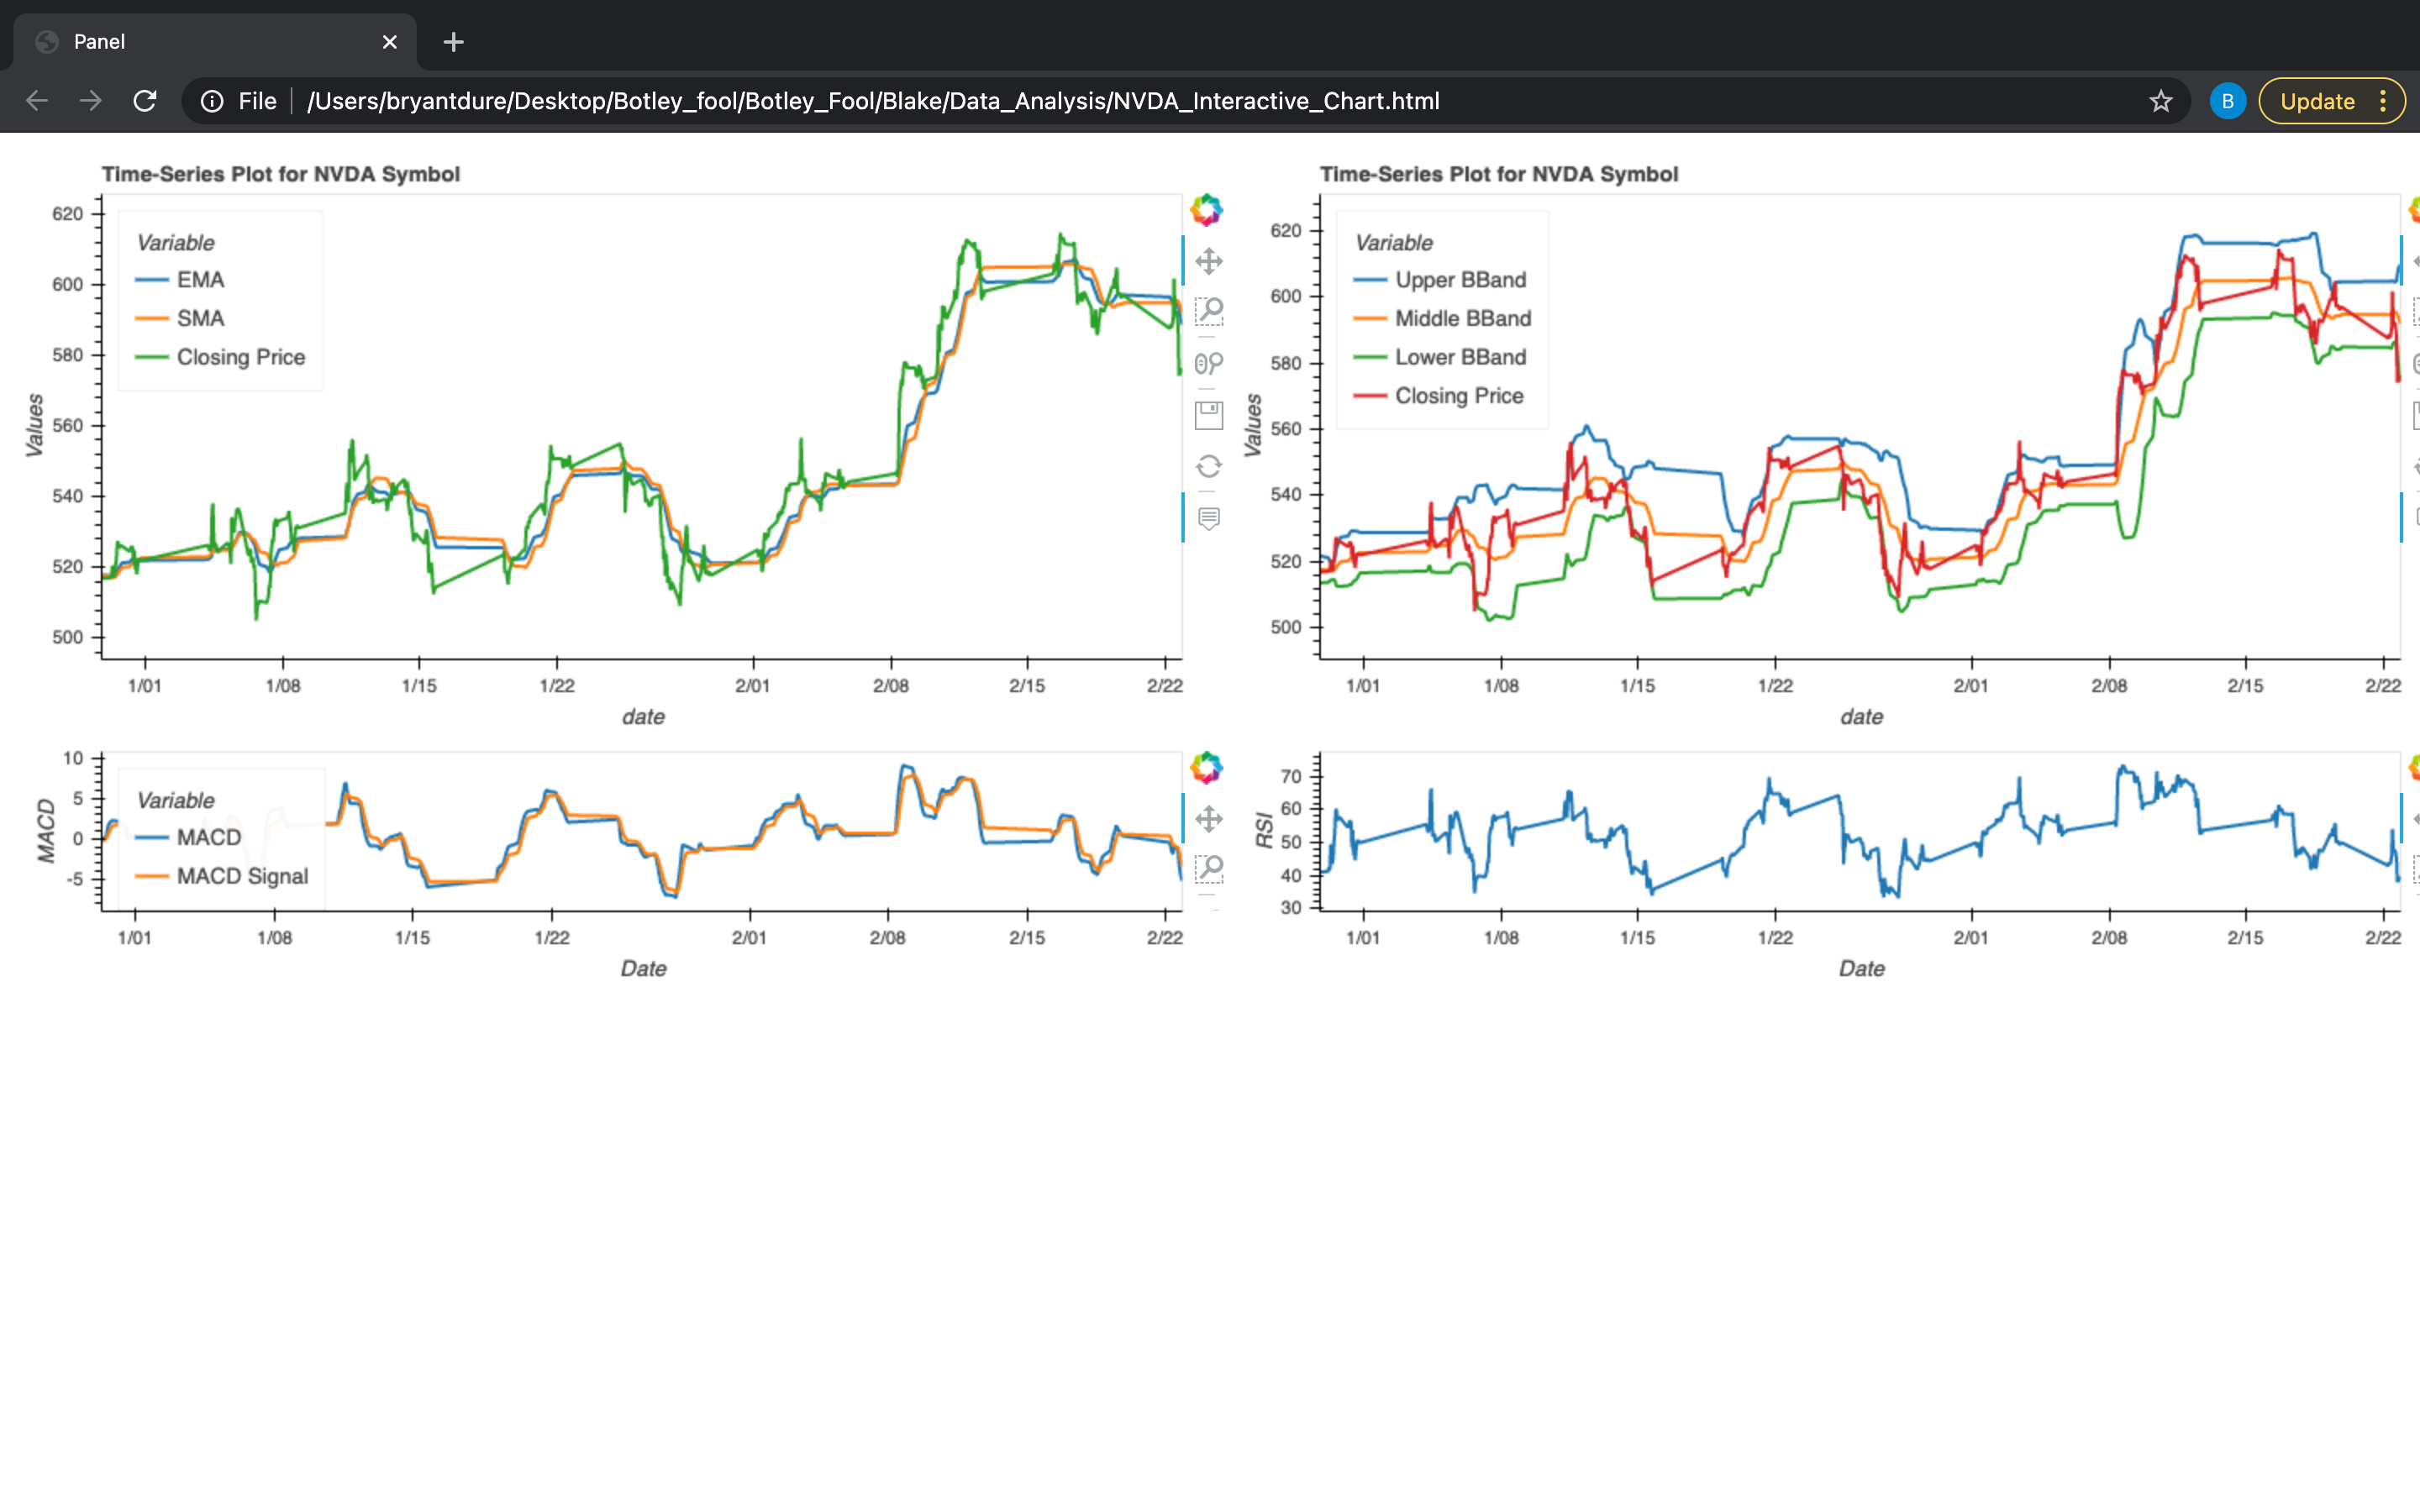 Panel
File /Users/bryantdure/Desktop/Botley_fool/Botley_Fool/Blake/Data_Analysis/NVDA_Interactive_Chart.html
B
Update
Time-Series Plot for NVDA Symbol
Values
620
600
580
560
540
520
500
Variable
EMA
SMA
Closing Price
1/01 1/08 1/15 1/22 2/01 2/08 2/15 2/22
date
Time-Series Plot for NVDA Symbol
Values
620
600
580
560
540
520
500
Variable
Upper BBand
Middle BBand
Lower BBand
Closing Price
1/01 1/08 1/15 1/22 2/01 2/08 2/15 2/22
date
MACD
10
5
0
-5
Variable
MACD
MACD Signal
1/01 1/08 1/15 1/22 2/01 2/08 2/15 2/22
Date
RSI
70
60
50
40
30
1/01 1/08 1/15 1/22 2/01 2/08 2/15 2/22
Date